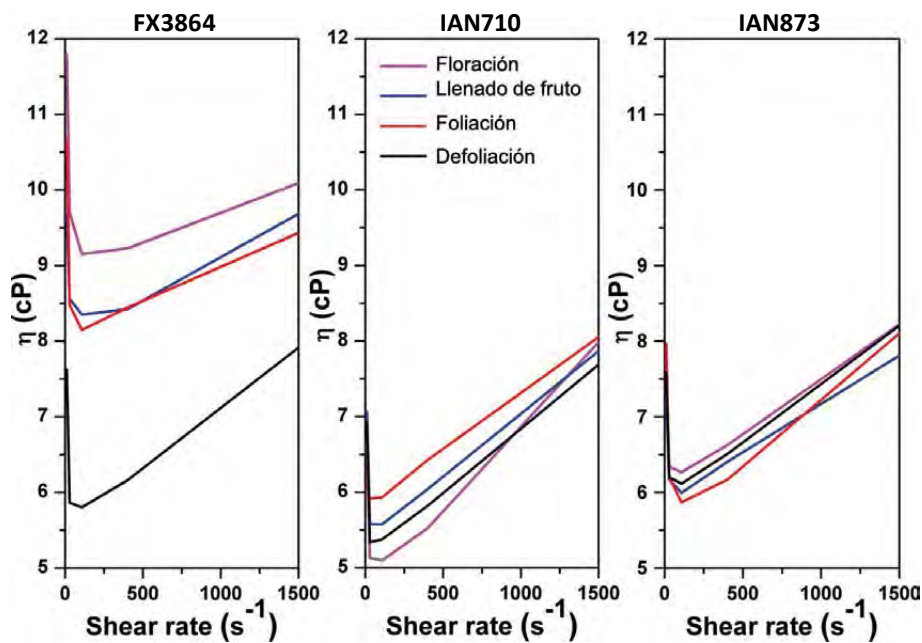 FX3864
IAN710
IAN873
12
11
10
9
8
7
6
5
η (cP)
0
500
1000
1500
Shear rate (s⁻¹)
12
11
10
9
8
7
6
5
η (cP)
Floración
Llenado de fruto
Foliación
Defoliación
0
500
1000
1500
Shear rate (s⁻¹)
12
11
10
9
8
7
6
5
η (cP)
0
500
1000
1500
Shear rate (s⁻¹)